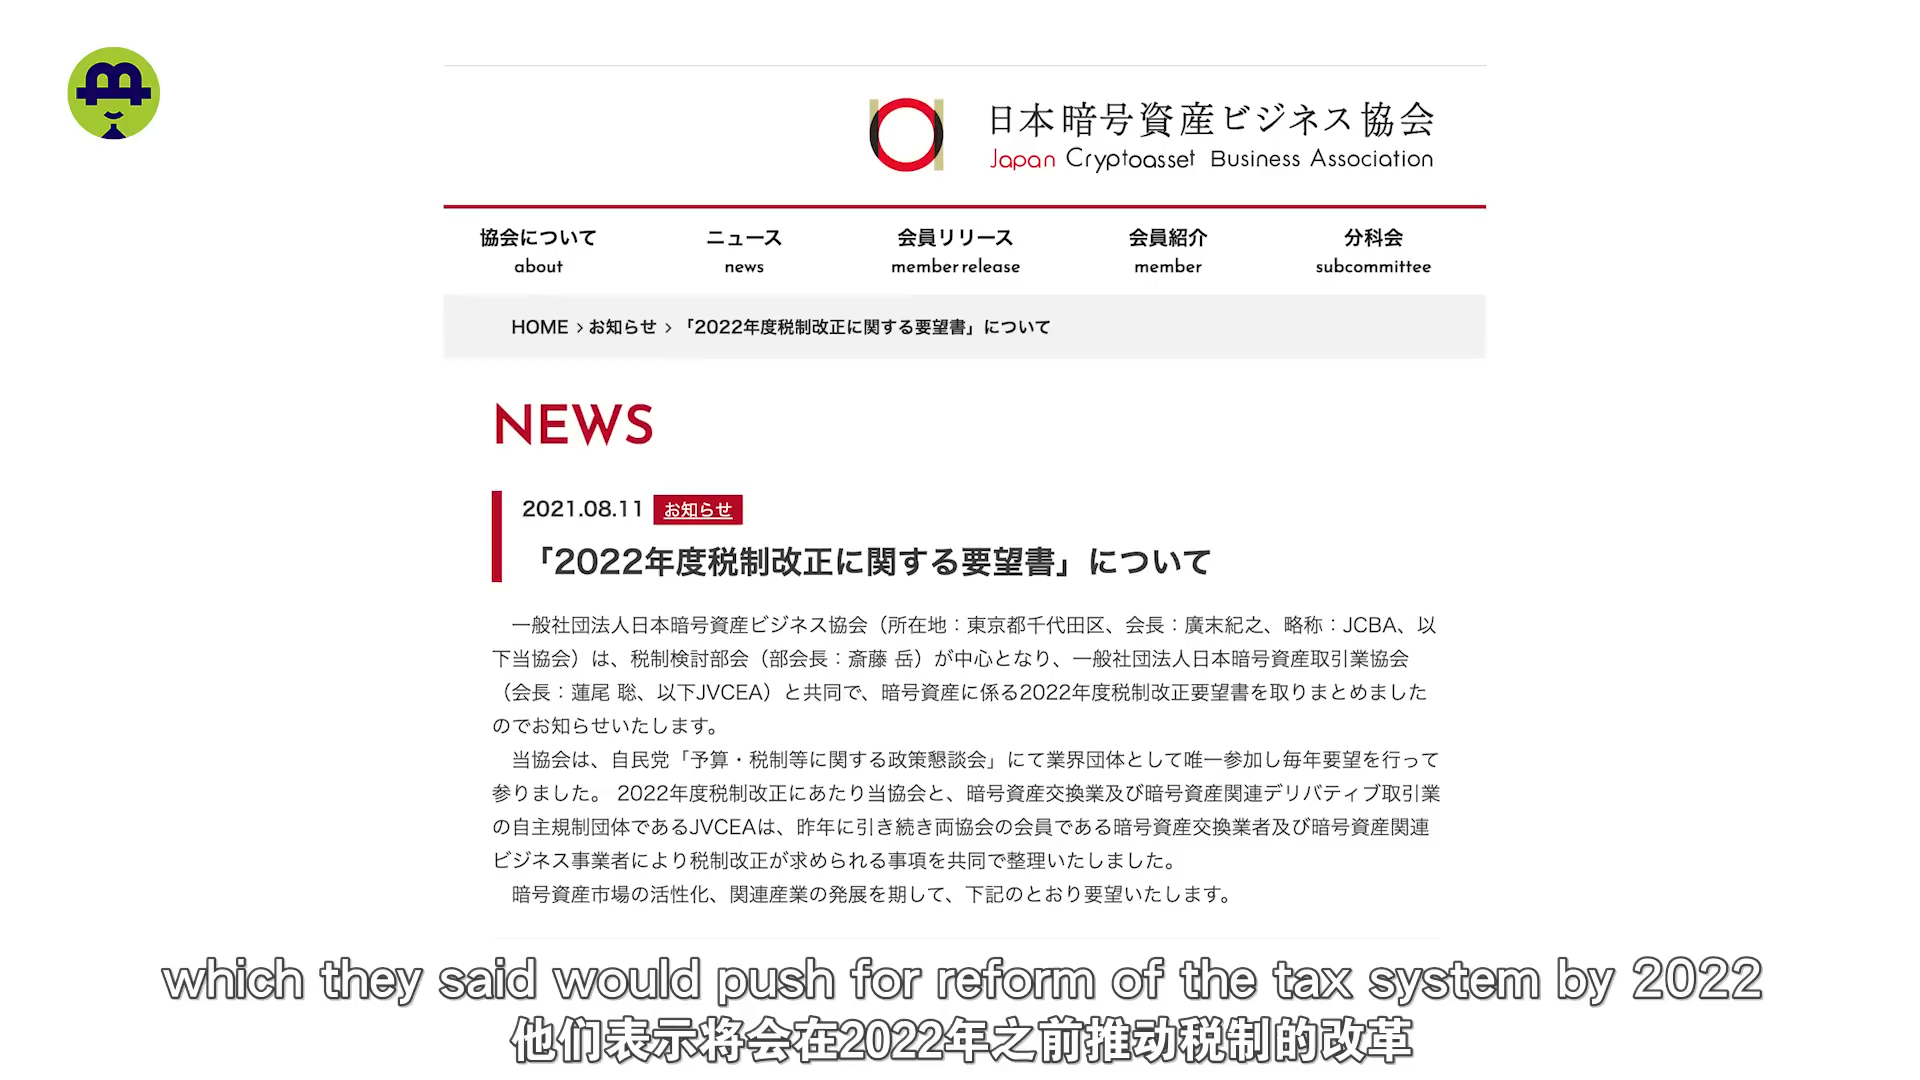 日本暗号資産ビジネス協会
Japan Cryptoasset Business Association
協会について ニュース 会員リリース 会員紹介 分科会
about news member release member subcommittee
HOME > お知らせ > 「2022年度税制改正に関する要望書」について
NEWS
2021.08.11 お知らせ
「2022年度税制改正に関する要望書」について
一般社団法人日本暗号資産ビジネス協会（所在地：東京都千代田区、会長：廣末紀之、略称：JCBA、以
下当協会）は、税制検討部会（部会長：斎藤 岳）が中心となり、一般社団法人日本暗号資産取引業協会
（会長：蓮尾 聡、以下JVCEA）と共同で、暗号資産に係る2022年度税制改正要望書を取りまとめました
のでお知らせいたします。
当協会は、自民党「予算・税制等に関する政策懇談会」にて業界団体として唯一参加し毎年要望を行って
参りました。 2022年度税制改正にあたり当協会と、暗号資産交換業及び暗号資産関連デリバティブ取引業
の自主規制団体であるJVCEAは、昨年に引き続き両協会の会員である暗号資産交換業者及び暗号資産関連
ビジネス事業者により税制改正が求められる事項を共同で整理いたしました。
暗号資産市場の活性化、関連産業の発展を期して、下記のとおり要望いたします。
which they said would push for reform of the tax system by 2022
他们表示将会在2022年之前推动税制的改革